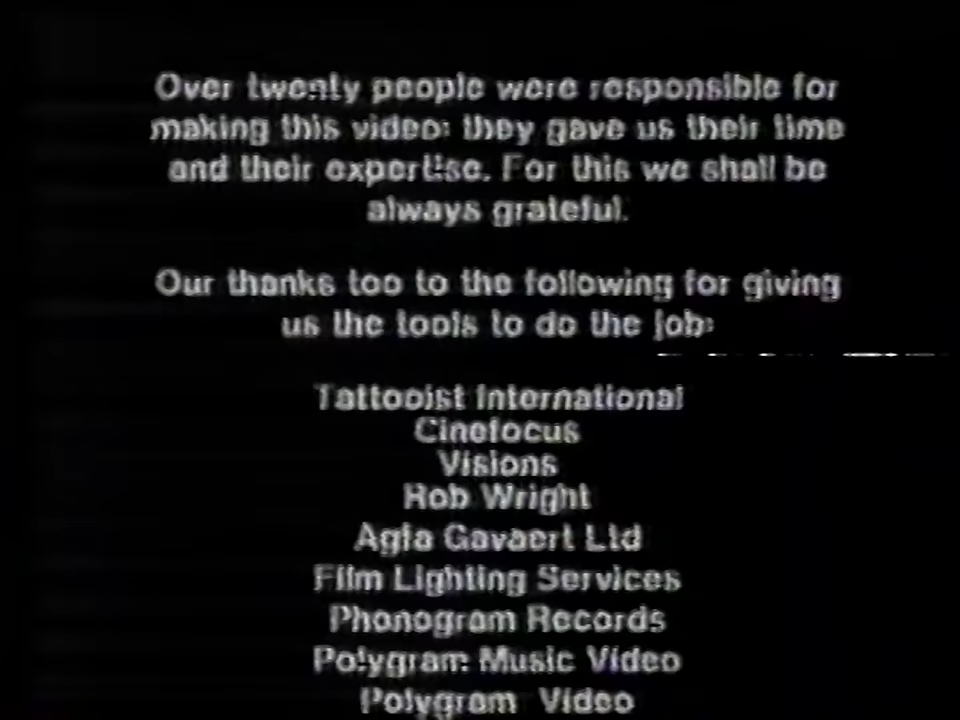 Over twenty people were responsible for
making this video: they gave us their time
and their expertise. For this we shall be
always grateful.
Our thanks too to the following for giving
us the tools to do the job:
Tattooist International
Cinefocus
Visions
Rob Wright
Agfa Gavaert Ltd
Film Lighting Services
Phonogram Records
Polygram Music Video
Polygram Video